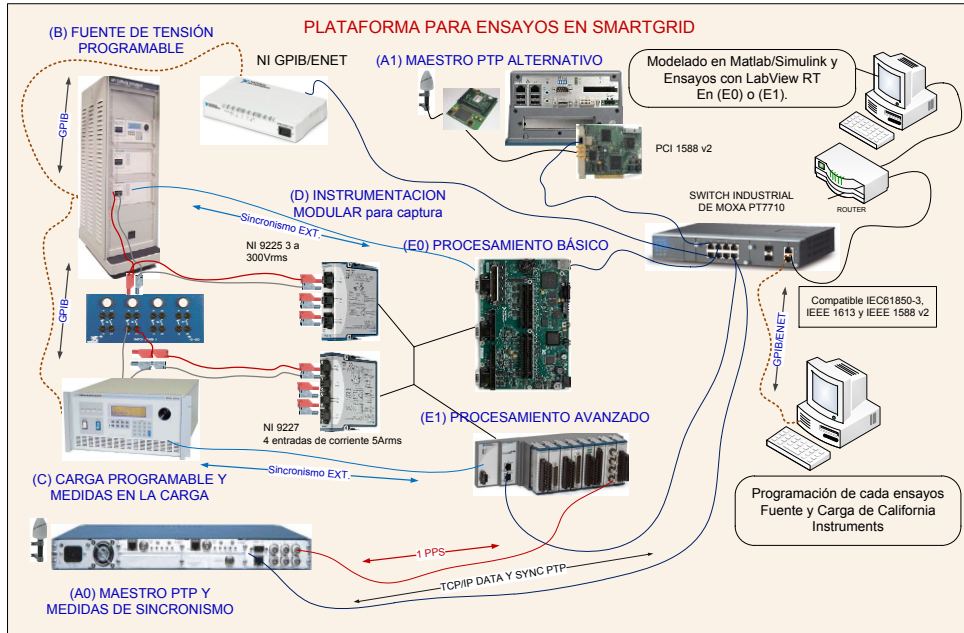 PLATAFORMA PARA ENSAYOS EN SMARTGRID
(B) FUENTE DE TENSIÓN
PROGRAMABLE
NI GPIB/ENET
(A1) MAESTRO PTP ALTERNATIVO
Modelado en Matlab/Simulink y
Ensayos con LabView RT
En (E0) o (E1).
GPIB
PCI 1588 v2
(D) INSTRUMENTACION
MODULAR para captura
Sincronismo EXT.
SWITCH INDUSTRIAL
DE MOXA PT7710
ROUTER
NI 9225 3 a
300Vrms
(E0) PROCESAMIENTO BÁSICO
GPIB
Compatible IEC61850-3,
IEEE 1613 y IEEE 1588 v2
GPIB/ENET
NI 9227
4 entradas de corriente 5Arms
(E1) PROCESAMIENTO AVANZADO
Sincronismo EXT.
(C) CARGA PROGRAMABLE Y
MEDIDAS EN LA CARGA
Programación de cada ensayos
Fuente y Carga de California
Instruments
1 PPS
TCP/IP DATA Y SYNC PTP
(A0) MAESTRO PTP Y
MEDIDAS DE SINCRONISMO